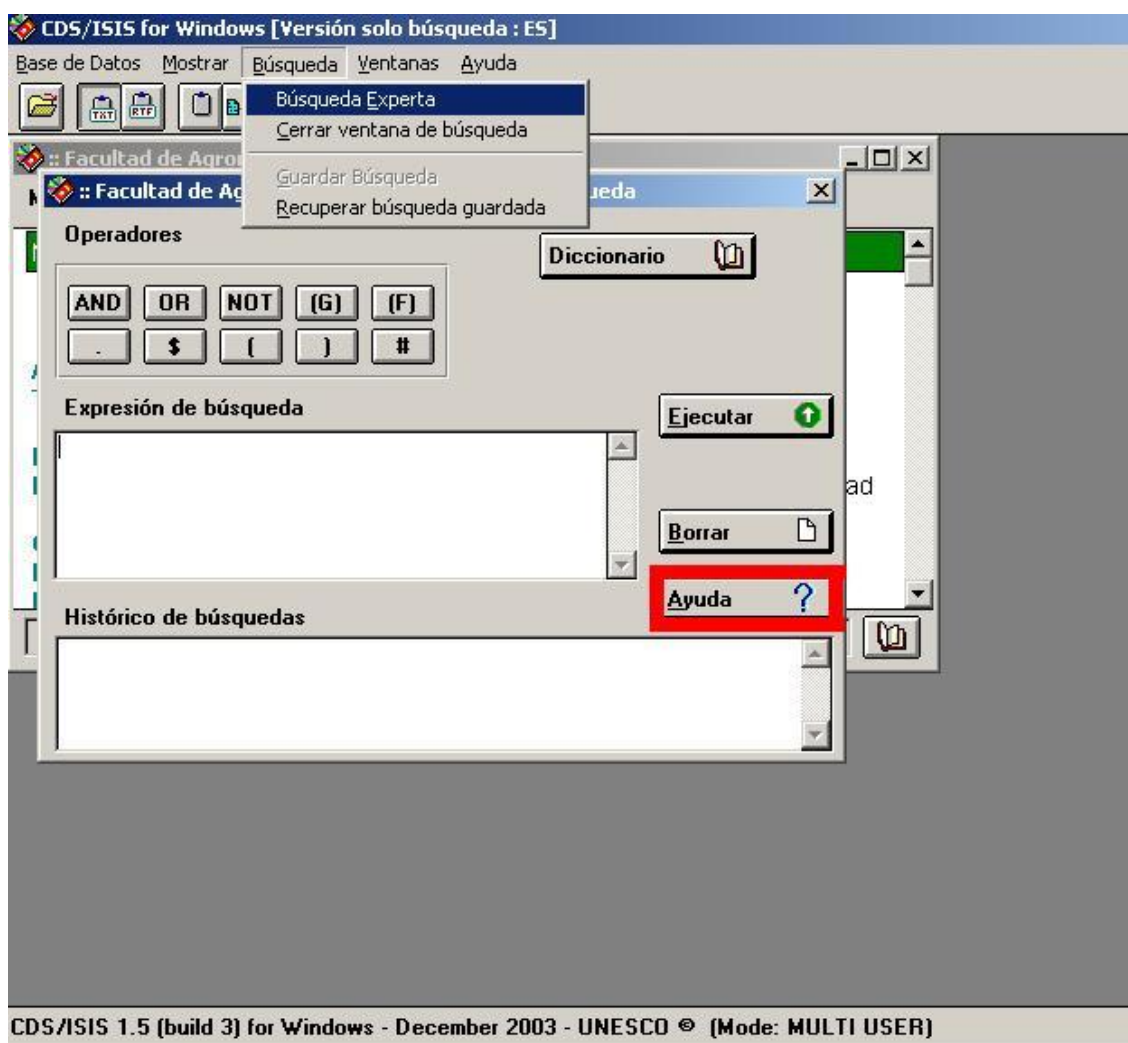 CDS/ISIS for Windows [Versión solo búsqueda : ES]
Base de Datos Mostrar Búsqueda Ventanas Ayuda
TXT RTF
Búsqueda Experta
Cerrar ventana de búsqueda
Guardar Búsqueda
Recuperar búsqueda guardada
:: Facultad de
:: Facultad de
Operadores
Diccionario
AND OR NOT (G) (F)
. $ ( ) #
Expresión de búsqueda
Ejecutar
ad
Borrar
Ayuda ?
Histórico de búsquedas
CDS/ISIS 1.5 (build 3) for Windows - December 2003 - UNESCO © (Mode: MULTI USER)